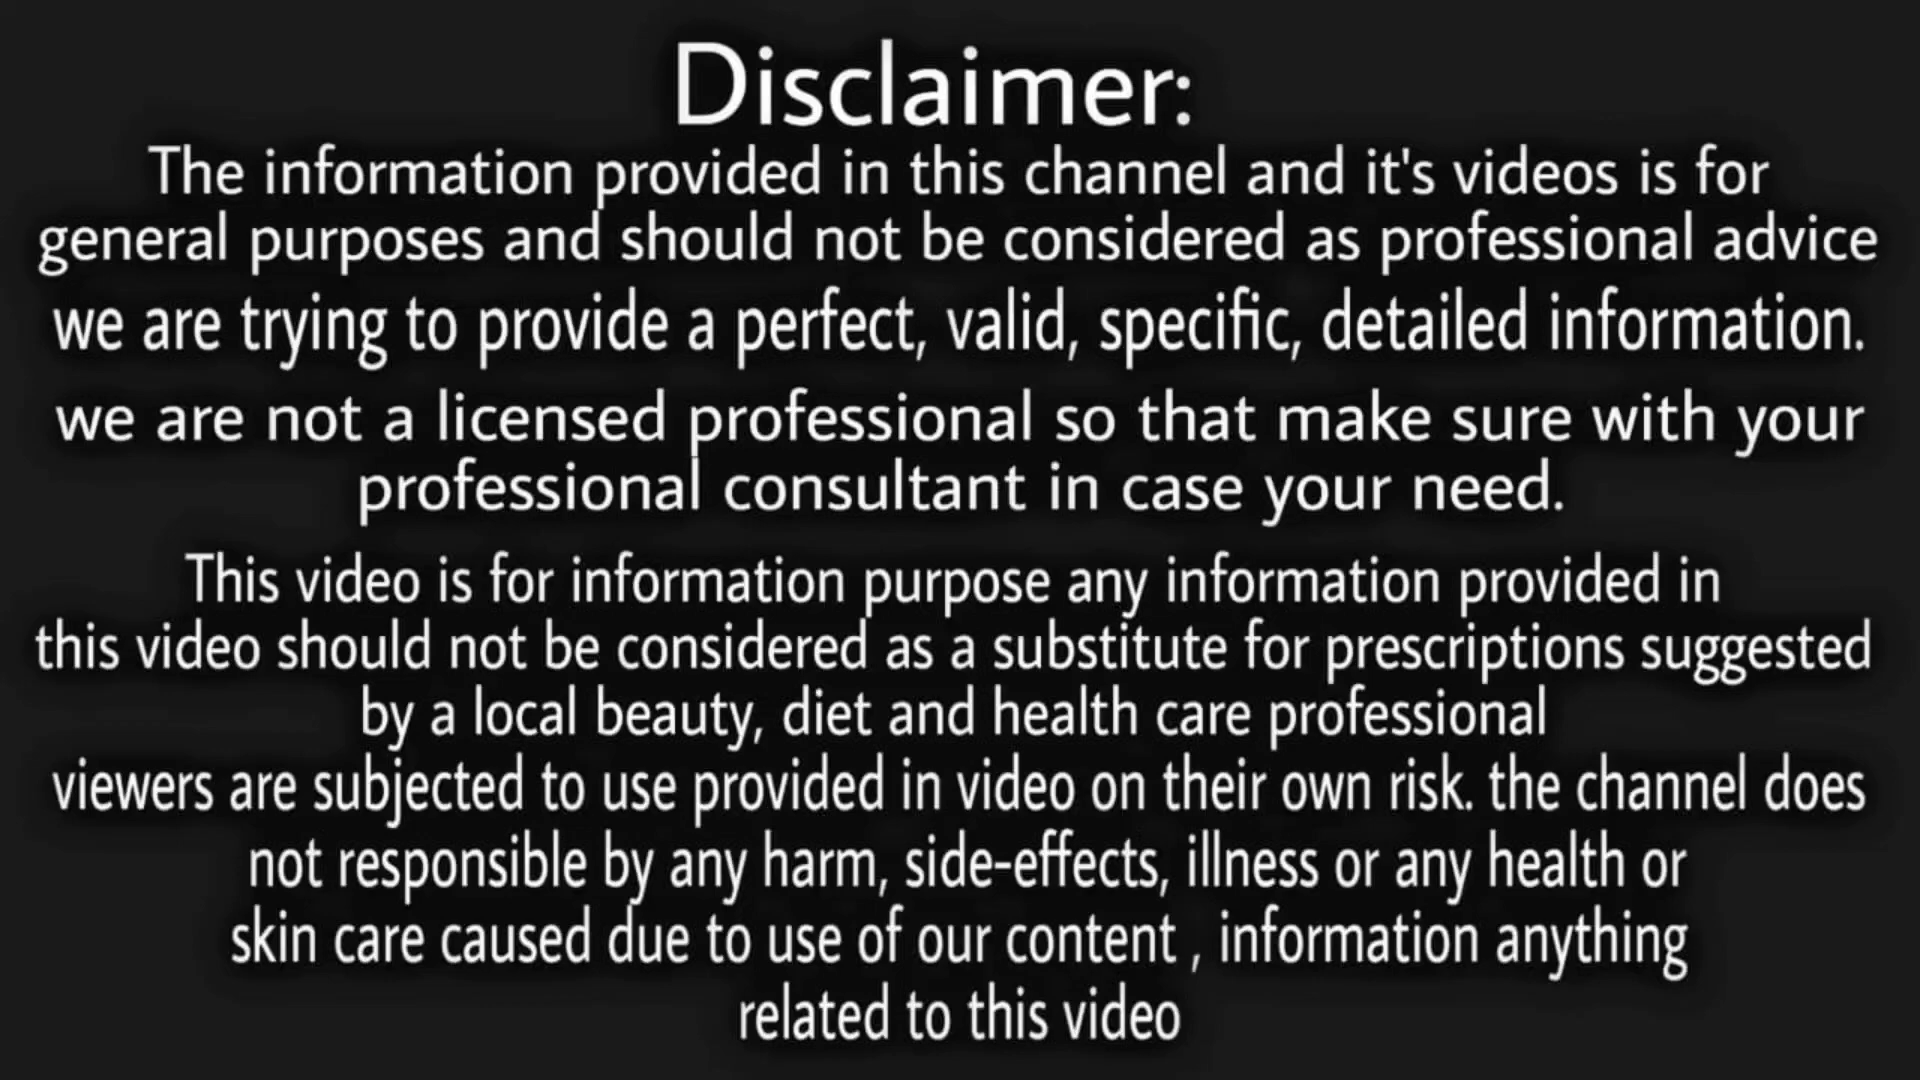 Disclaimer:
The information provided in this channel and it's videos is for
general purposes and should not be considered as professional advice
we are trying to provide a perfect, valid, specific, detailed information.
we are not a licensed professional so that make sure with your
professional consultant in case your need.
This video is for information purpose any information provided in
this video should not be considered as a substitute for prescriptions suggested
by a local beauty, diet and health care professional
viewers are subjected to use provided in video on their own risk. the channel does
not responsible by any harm, side-effects, illness or any health or
skin care caused due to use of our content , information anything
related to this video